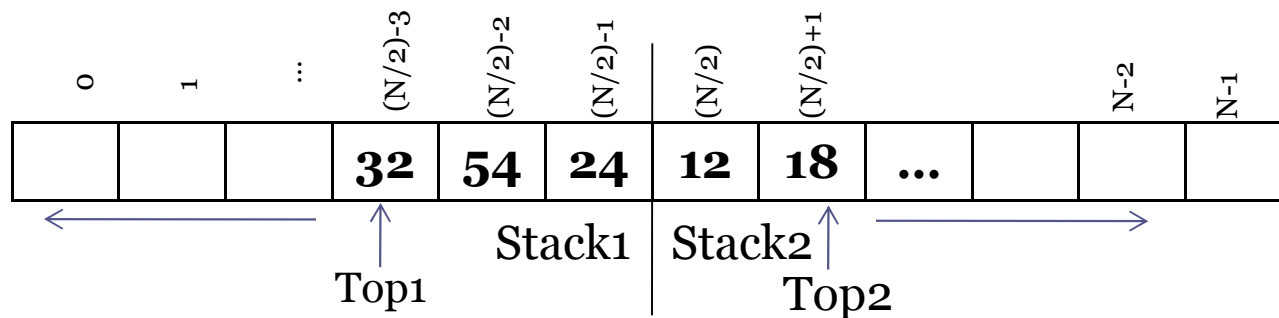 0 1 ... (N/2)-3 (N/2)-2 (N/2)-1 (N/2) (N/2)+1 N-2 N-1
32 54 24 12 18 ...
Stack1 Stack2
Top1 Top2